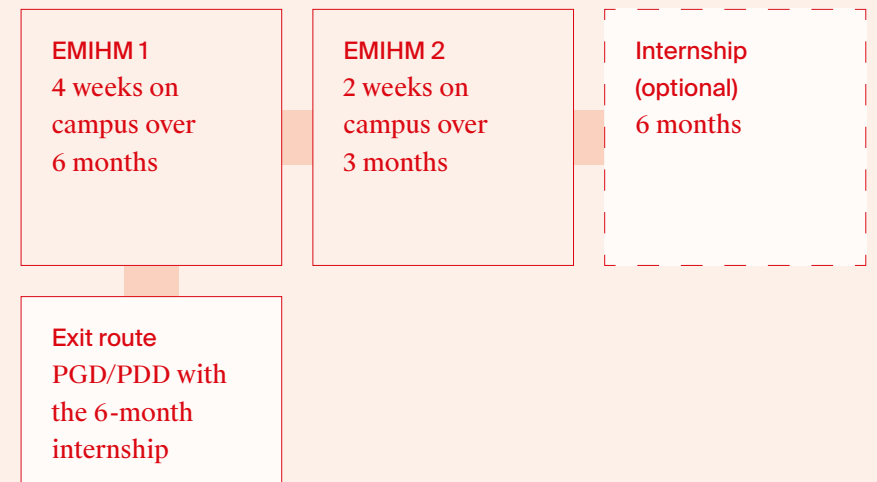 EMIHM 1
4 weeks on
campus over
6 months
EMIHM 2
2 weeks on
campus over
3 months
Internship
(optional)
6 months
Exit route
PGD/PDD with
the 6-month
internship